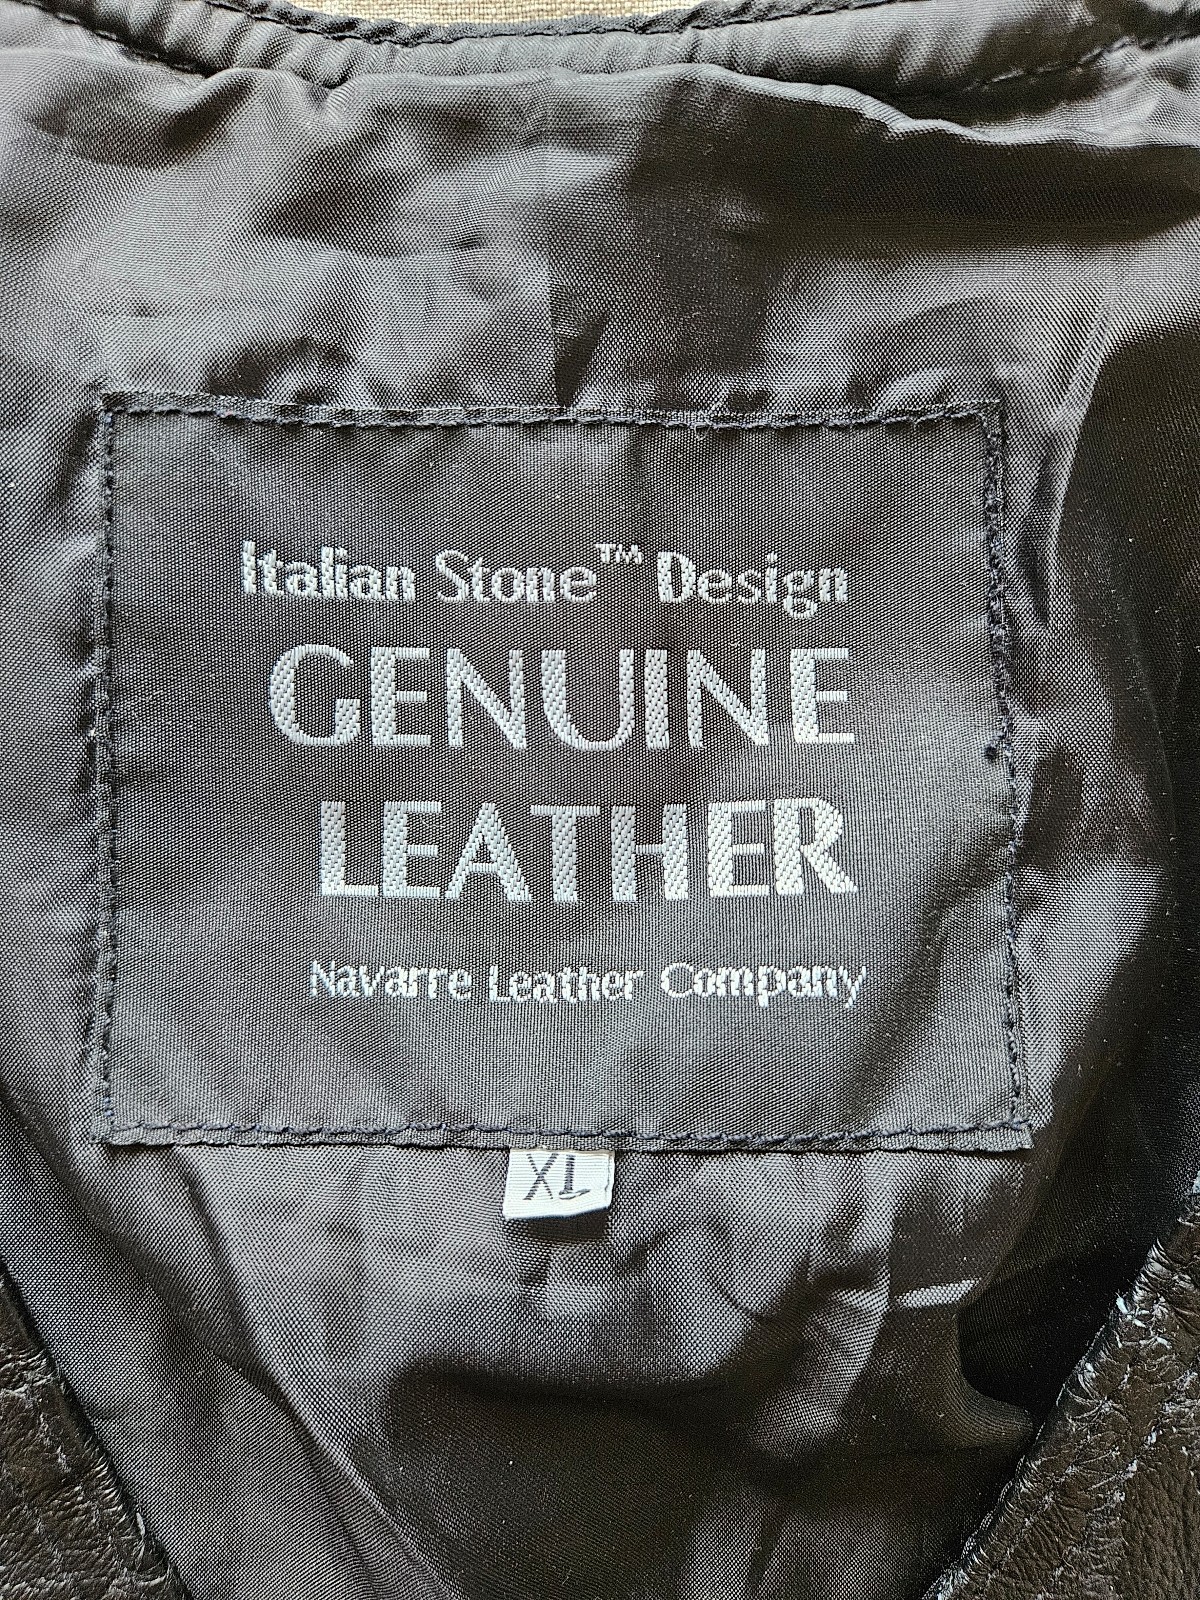 Italian Stone™ Design
GENUINE
LEATHER
Navarre Leather Company
XL